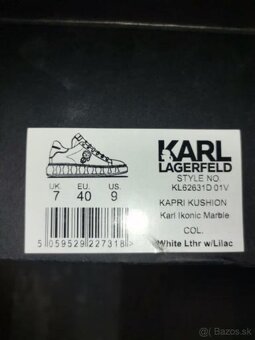 KARL
LAGERFELD
STYLE NO.
KL62631D 01V
UK. EU. US.
7 40 9
KAPRI KUSHION
Karl Ikonic Marble
COL.
5 059529 227318 >
White Lthr w/Lilac
bazos.sk